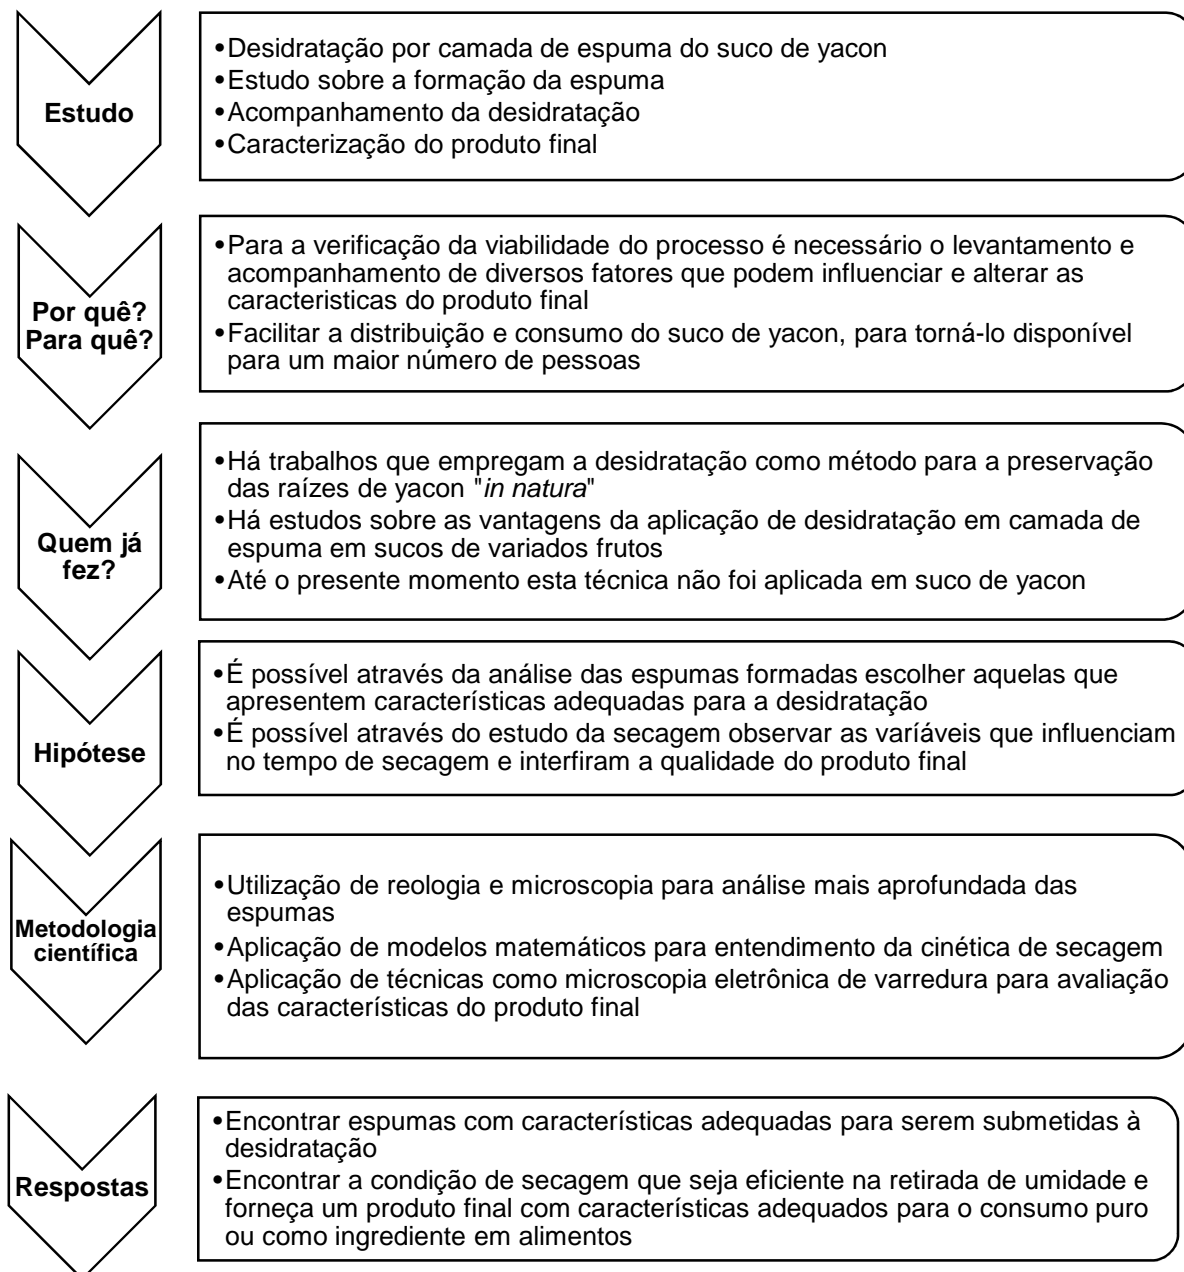 Estudo
•Desidratação por camada de espuma do suco de yacon
•Estudo sobre a formação da espuma
•Acompanhamento da desidratação
•Caracterização do produto final
Por quê?
Para quê?
•Para a verificação da viabilidade do processo é necessário o levantamento e
acompanhamento de diversos fatores que podem influenciar e alterar as
caracteristicas do produto final
•Facilitar a distribuição e consumo do suco de yacon, para torná-lo disponível
para um maior número de pessoas
Quem já
fez?
•Há trabalhos que empregam a desidratação como método para a preservação
das raízes de yacon "in natura"
•Há estudos sobre as vantagens da aplicação de desidratação em camada de
espuma em sucos de variados frutos
•Até o presente momento esta técnica não foi aplicada em suco de yacon
Hipótese
•É possível através da análise das espumas formadas escolher aquelas que
apresentem características adequadas para a desidratação
•É possível através do estudo da secagem observar as varíáveis que influenciam
no tempo de secagem e interfiram a qualidade do produto final
Metodologia
científica
•Utilização de reologia e microscopia para análise mais aprofundada das
espumas
•Aplicação de modelos matemáticos para entendimento da cinética de secagem
•Aplicação de técnicas como microscopia eletrônica de varredura para avaliação
das características do produto final
Respostas
•Encontrar espumas com características adequadas para serem submetidas à
desidratação
•Encontrar a condição de secagem que seja eficiente na retirada de umidade e
forneça um produto final com características adequados para o consumo puro
ou como ingrediente em alimentos